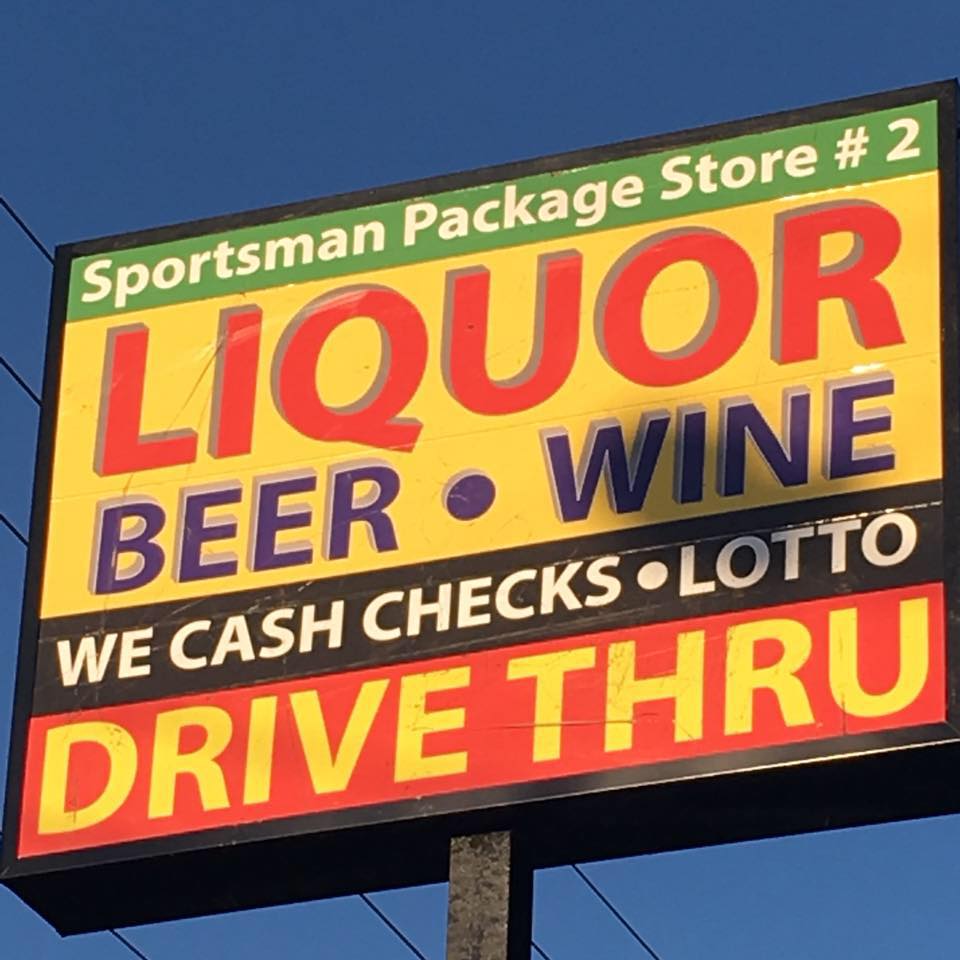 Sportsman Package Store # 2
LIQUOR
BEER • WINE
WE CASH CHECKS • LOTTO
DRIVE THRU